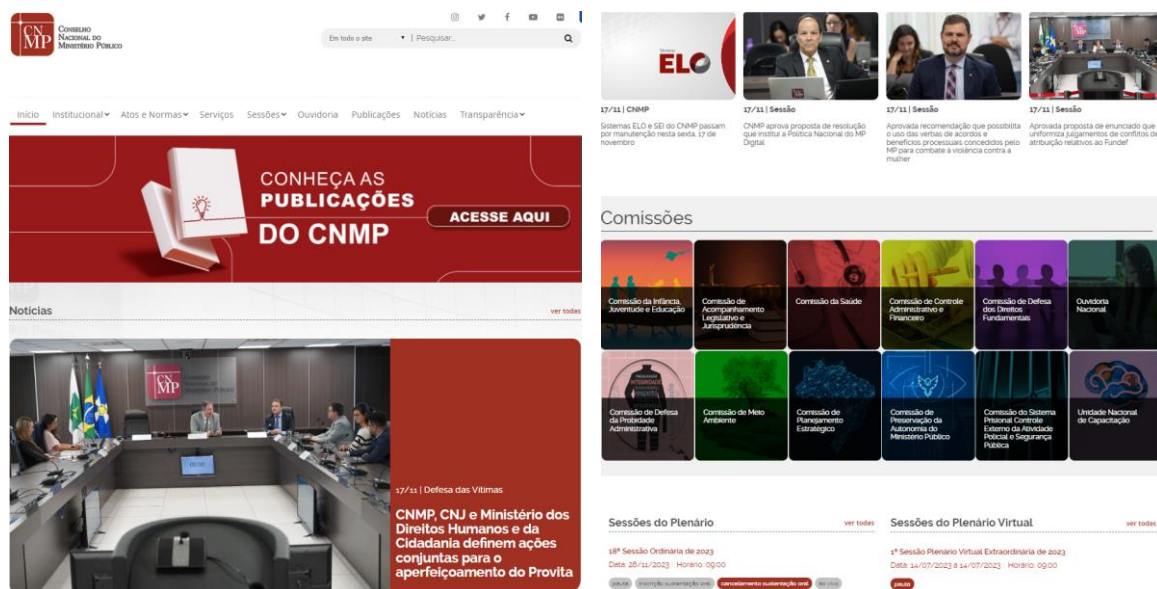 CN
MP
Conselho
Nacional do
Ministério Público
Em todo o site
Pesquisar...
Início
Institucional
Atos e Normas
Serviços
Sessões
Ouvidoria
Publicações
Notícias
Transparência
CONHEÇA AS
PUBLICAÇÕES
DO CNMP
ACESSE AQUI
Notícias
ver todas
CN
MP
Conselho
Nacional do
Ministério Público
17/11 | Defesa das Vítimas
CNMP, CNJ e Ministério dos
Direitos Humanos e da
Cidadania definem ações
conjuntas para o
aperfeiçoamento do Provita
ELO
17/11 | CNMP
Sistemas ELO e SEI do CNMP passam
por manutenção nesta sexta, 17 de
novembro
17/11 | Sessão
CNMP aprova proposta de resolução
que institui a Política Nacional do MP
Digital
17/11 | Sessão
Aprovada recomendação que possibilita
o uso das verbas de acordos e
benefícios processuais concedidos pelo
MP para combate à violência contra a
mulher
17/11 | Sessão
Aprovada proposta de enunciado que
uniformiza julgamentos de conflitos de
atribuição relativos ao Fundef
Comissões
Comissão da Infância,
Juventude e Educação
Comissão de
Acompanhamento
Legislativo e
Jurisprudência
Comissão da Saúde
Comissão de Controle
Administrativo e
Financeiro
Comissão de Defesa
dos Direitos
Fundamentais
Ouvidoria
Nacional
INTEGRIDADE
Comissão de Defesa
da Probidade
Administrativa
Comissão de Meio
Ambiente
Comissão de
Planejamento
Estratégico
Comissão de
Preservação da
Autonomia do
Ministério Público
Comissão do Sistema
Prisional Controle
Externo da Atividade
Policial e Segurança
Pública
Unidade Nacional
de Capacitação
Sessões do Plenário
ver todas
18ª Sessão Ordinária de 2023
Data: 28/11/2023 | Horário: 09:00
pauta
inscrição sustentação oral
cancelamento sustentação oral
ao vivo
Sessões do Plenário Virtual
ver todas
1ª Sessão Plenário Virtual Extraordinária de 2023
Data: 14/07/2023 a 14/07/2023 | Horário: 09:00
pauta